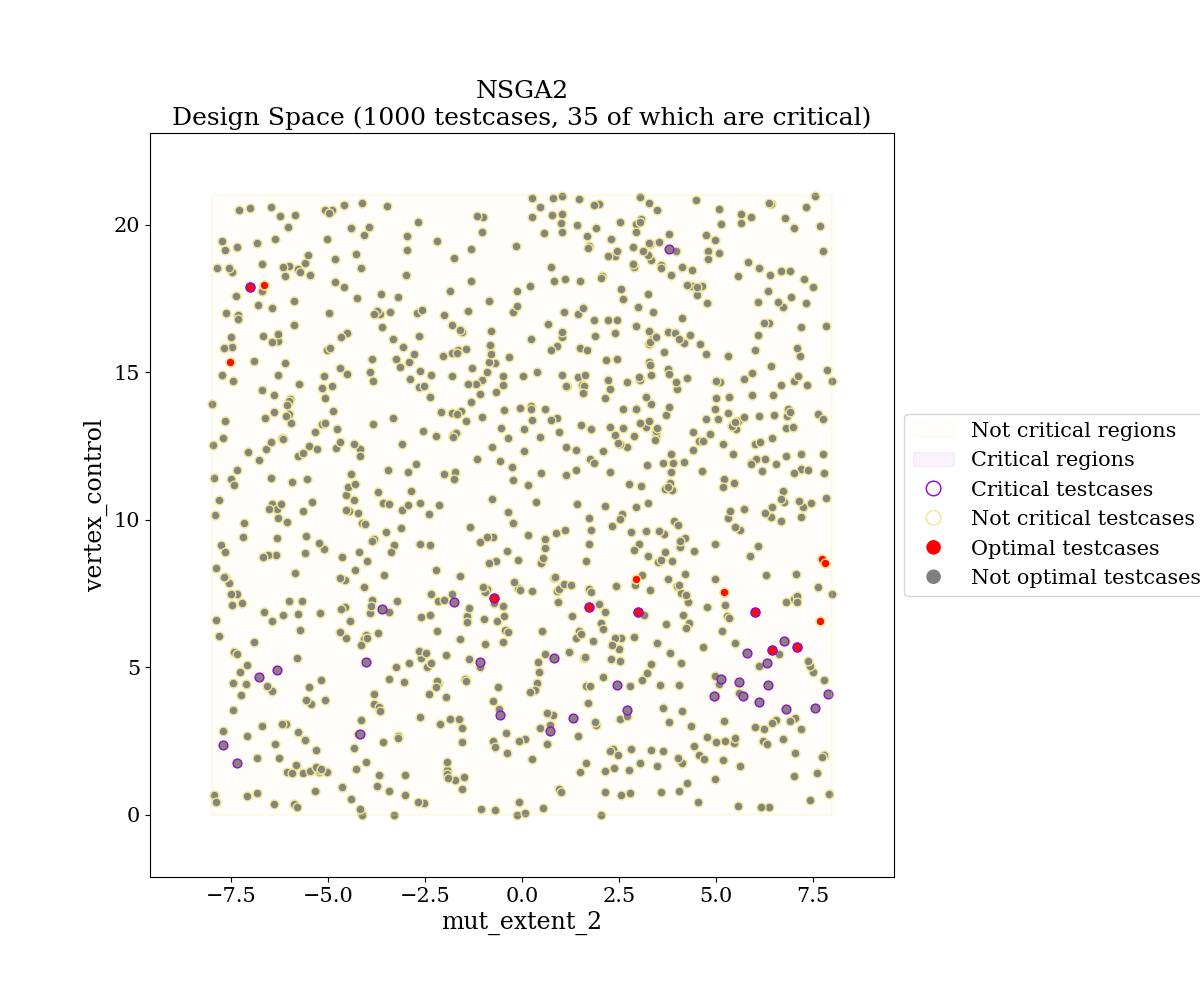 NSGA2
Design Space (1000 testcases, 35 of which are critical)
vertex_control
20
15
10
5
0
−7.5
−5.0
−2.5
0.0
2.5
5.0
7.5
mut_extent_2
Not critical regions
Critical regions
Critical testcases
Not critical testcases
Optimal testcases
Not optimal testcases